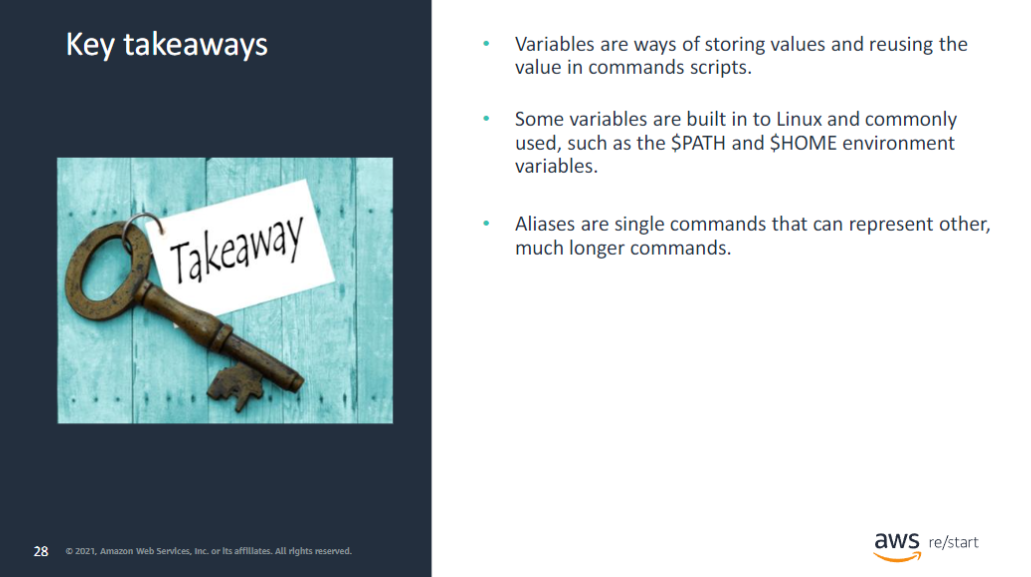 Key takeaways
Takeaway
• Variables are ways of storing values and reusing the
value in commands scripts.
• Some variables are built in to Linux and commonly
used, such as the $PATH and $HOME environment
variables.
• Aliases are single commands that can represent other,
much longer commands.
28 © 2021, Amazon Web Services, Inc. or its affiliates. All rights reserved.
aws re/start